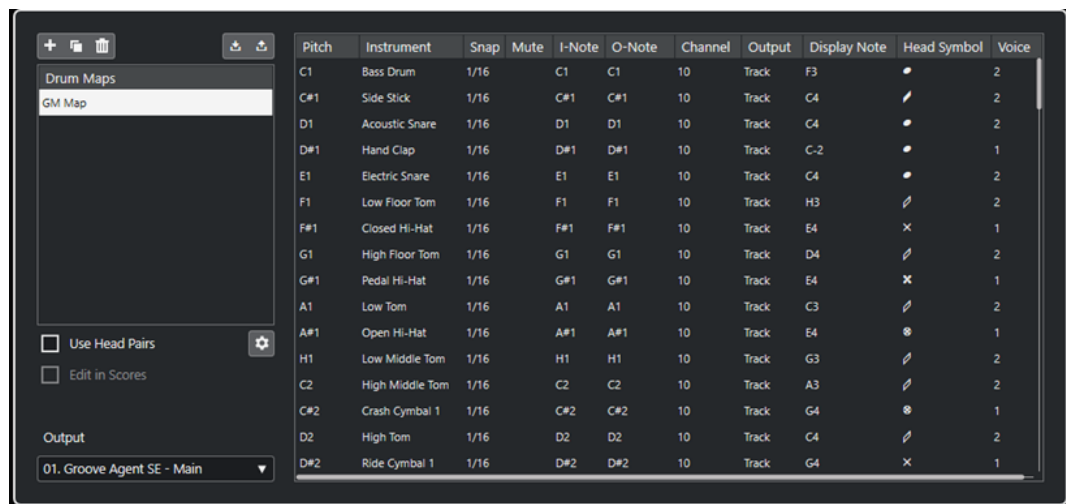 Drum Maps
GM Map
Use Head Pairs
Edit in Scores
Output
01. Groove Agent SE - Main
Pitch Instrument Snap Mute I-Note O-Note Channel Output Display Note Head Symbol Voice
C1 Bass Drum 1/16 C1 C1 10 Track F3 2
C#1 Side Stick 1/16 C#1 C#1 10 Track C4 2
D1 Acoustic Snare 1/16 D1 D1 10 Track C4 2
D#1 Hand Clap 1/16 D#1 D#1 10 Track C-2 1
E1 Electric Snare 1/16 E1 E1 10 Track C4 2
F1 Low Floor Tom 1/16 F1 F1 10 Track H3 2
F#1 Closed Hi-Hat 1/16 F#1 F#1 10 Track E4 1
G1 High Floor Tom 1/16 G1 G1 10 Track D4 2
G#1 Pedal Hi-Hat 1/16 G#1 G#1 10 Track E4 1
A1 Low Tom 1/16 A1 A1 10 Track C3 2
A#1 Open Hi-Hat 1/16 A#1 A#1 10 Track E4 1
H1 Low Middle Tom 1/16 H1 H1 10 Track G3 2
C2 High Middle Tom 1/16 C2 C2 10 Track A3 2
C#2 Crash Cymbal 1 1/16 C#2 C#2 10 Track G4 1
D2 High Tom 1/16 D2 D2 10 Track C4 2
D#2 Ride Cymbal 1 1/16 D#2 D#2 10 Track G4 1